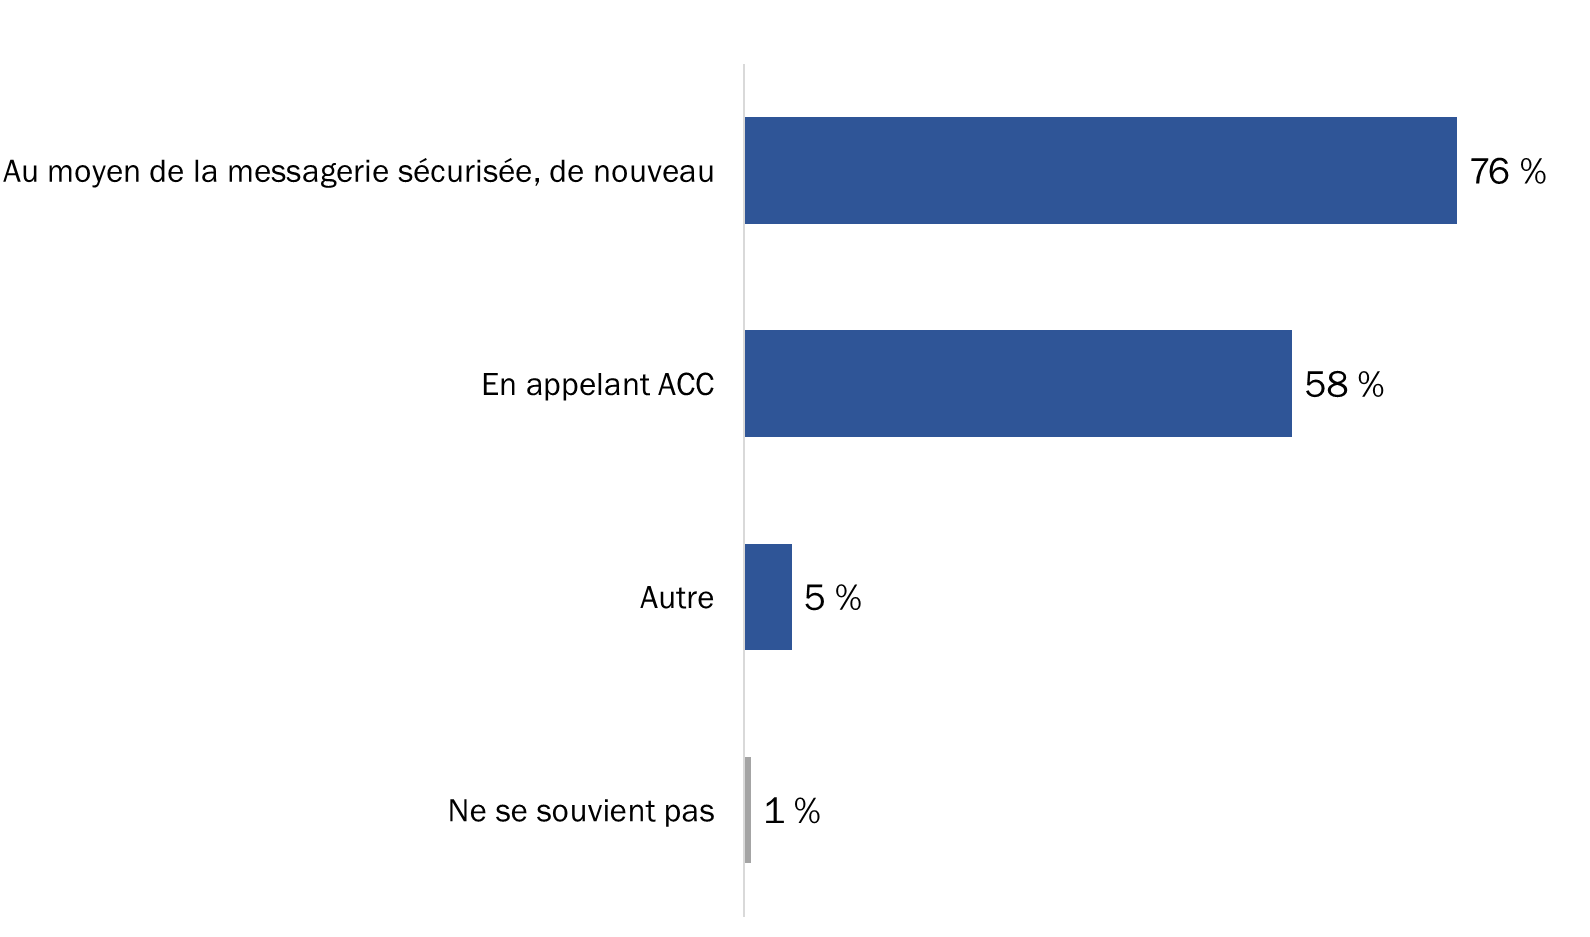 Au moyen de la messagerie sécurisée, de nouveau
76 %
En appelant ACC
58 %
Autre
5 %
Ne se souvient pas
1 %